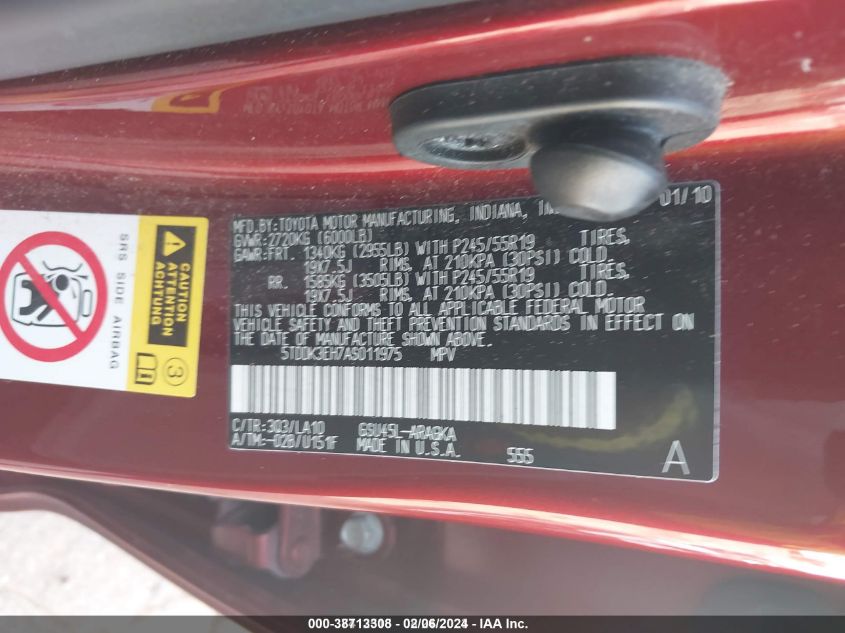 01/10
MFD.BY:TOYOTA MOTOR MANUFACTURING, INDIANA, IN
GVWR:2720KG (6000LB)
GAWR:FRT. 1340KG (2955LB) WITH P245/55R19 TIRES,
19X7.5J RIMS, AT 210KPA (30PSI) COLD.
RR. 1585KG (3505LB) WITH P245/55R19 TIRES,
19X7.5J RIMS, AT 210KPA (30PSI) COLD.
THIS VEHICLE CONFORMS TO ALL APPLICABLE FEDERAL MOTOR
VEHICLE SAFETY AND THEFT PREVENTION STANDARDS IN EFFECT ON
THE DATE OF MANUFACTURE SHOWN ABOVE.
5TDDK3EH7AS011975 MPV
C/TR:303/LA10 GSU45L-ARAGKA
A/TM:-02B/U151F MADE IN U.S.A. 555
A
SRS SIDE AIRBAG
CAUTION
ATTENTION
ACHTUNG
3
000-38713308 - 02/06/2024 - IAA Inc.